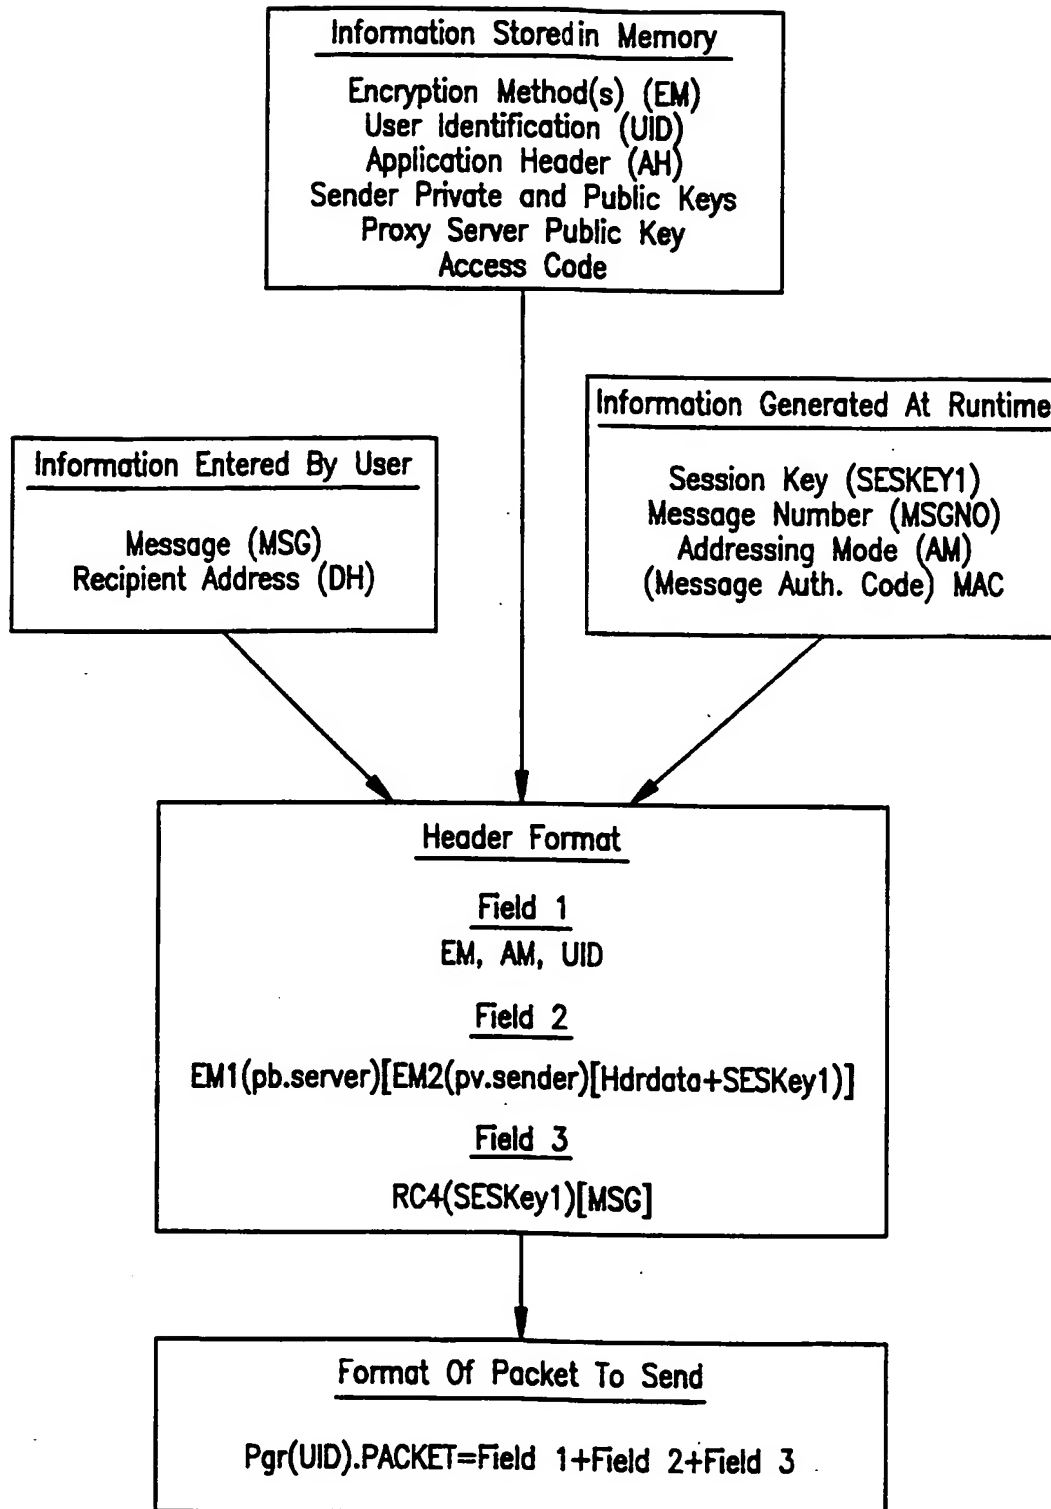 Information Stored in Memory
Encryption Method(s) (EM)
User Identification (UID)
Application Header (AH)
Sender Private and Public Keys
Proxy Server Public Key
Access Code
Information Entered By User
Message (MSG)
Recipient Address (DH)
Information Generated At Runtime
Session Key (SESKEY1)
Message Number (MSGNO)
Addressing Mode (AM)
(Message Auth. Code) MAC
Header Format
Field 1
EM, AM, UID
Field 2
EM1(pb.server)[EM2(pv.sender)[Hdrdata+SESKey1)]
Field 3
RC4(SESKey1)[MSG]
Format Of Packet To Send
Pgr(UID).PACKET=Field 1+Field 2+Field 3